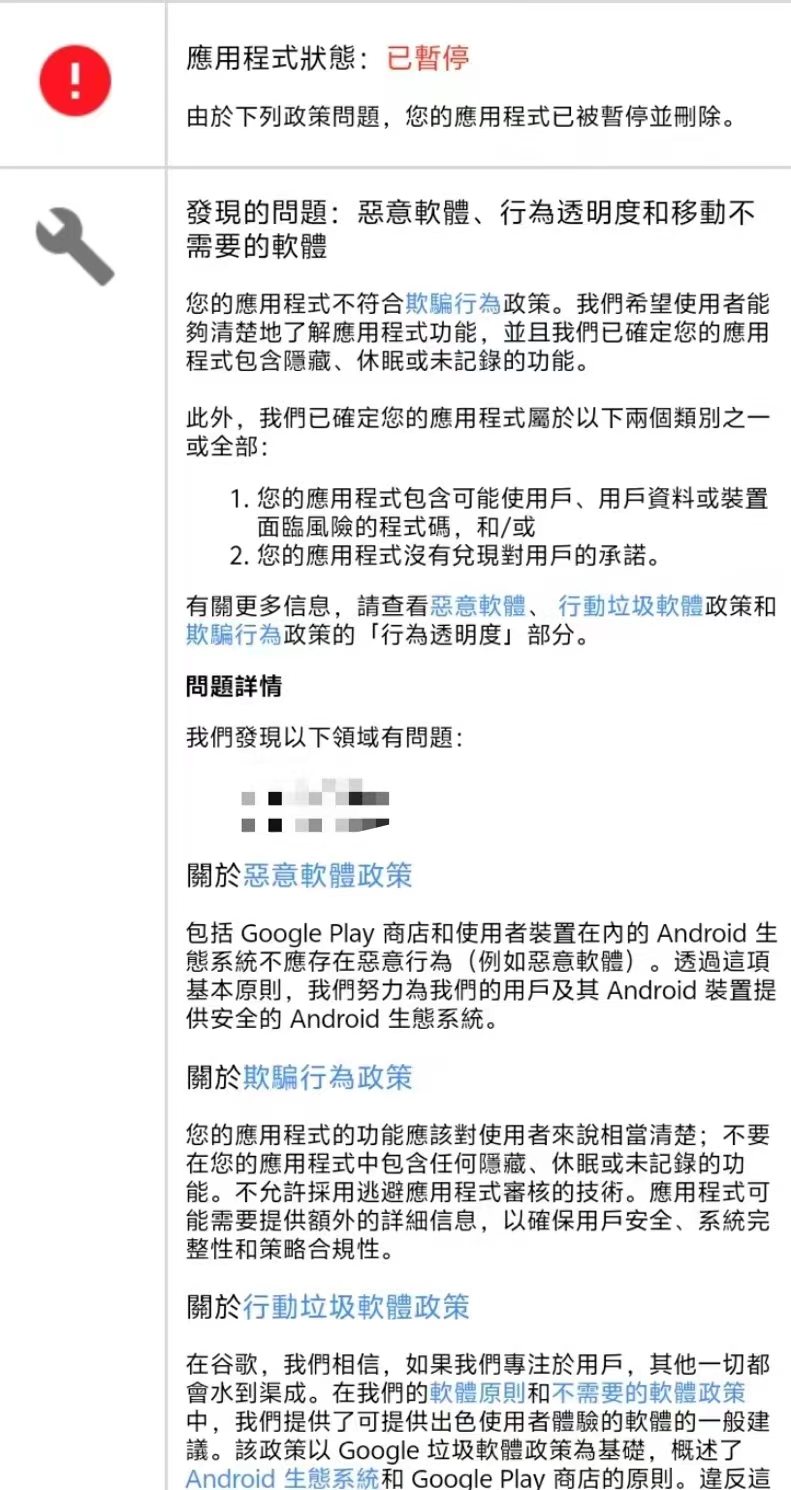 應用程式狀態：已暫停
由於下列政策問題，您的應用程式已被暫停並刪除。
發現的問題：惡意軟體、行為透明度和移動不
需要的軟體
您的應用程式不符合欺騙行為政策。我們希望使用者能
夠清楚地了解應用程式功能，並且我們已確定您的應用
程式包含隱藏、休眠或未記錄的功能。
此外，我們已確定您的應用程式屬於以下兩個類別之一
或全部：
1. 您的應用程式包含可能使用戶、用戶資料或裝置
面臨風險的程式碼，和/或
2. 您的應用程式沒有兌現對用戶的承諾。
有關更多信息，請查看惡意軟體、 行動垃圾軟體政策和
欺騙行為政策的「行為透明度」部分。
問題詳情
我們發現以下領域有問題：
關於惡意軟體政策
包括 Google Play 商店和使用者裝置在內的 Android 生
態系統不應存在惡意行為（例如惡意軟體）。透過這項
基本原則，我們努力為我們的用戶及其 Android 裝置提
供安全的 Android 生態系統。
關於欺騙行為政策
您的應用程式的功能應該對使用者來說相當清楚；不要
在您的應用程式中包含任何隱藏、休眠或未記錄的功
能。不允許採用逃避應用程式審核的技術。應用程式可
能需要提供額外的詳細信息，以確保用戶安全、系統完
整性和策略合規性。
關於行動垃圾軟體政策
在谷歌，我們相信，如果我們專注於用戶，其他一切都
會水到渠成。在我們的軟體原則和不需要的軟體政策
中，我們提供了可提供出色使用者體驗的軟體的一般建
議。該政策以 Google 垃圾軟體政策為基礎，概述了
Android 生態系統和 Google Play 商店的原則。違反這